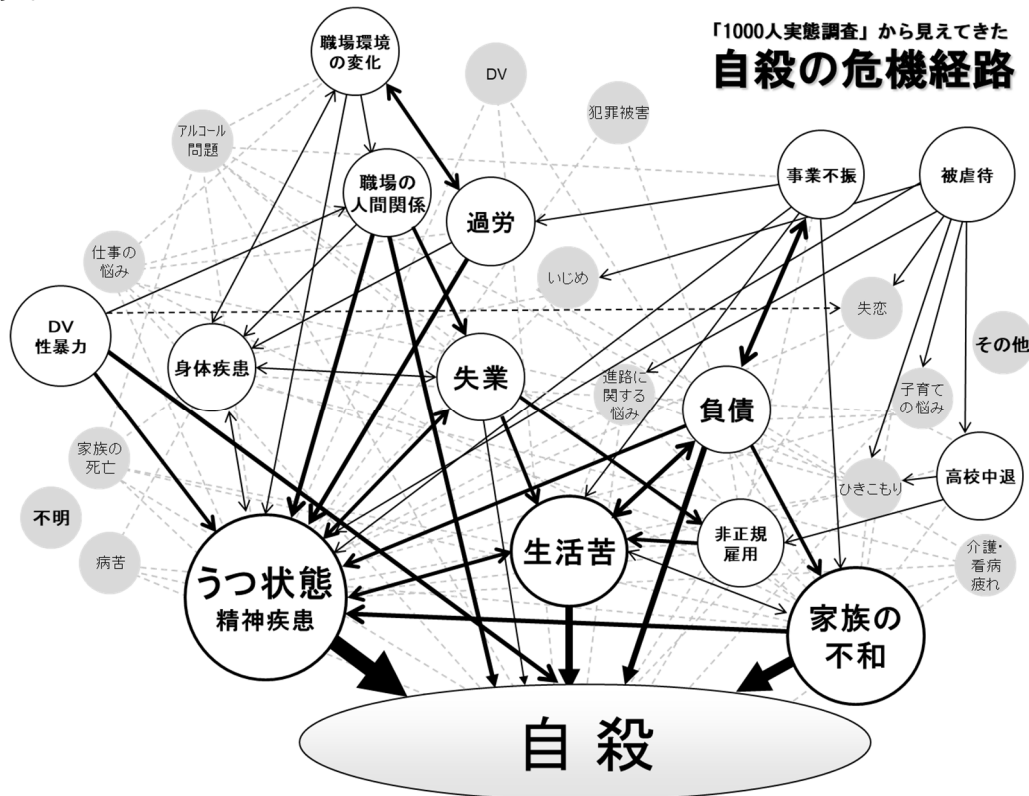 「1000人実態調査」から見えてきた
自殺の危機経路
職場環境
の変化
DV
犯罪被害
アルコール
問題
職場の
人間関係
過労
事業不振
被虐待
仕事の
悩み
いじめ
失恋
DV
性暴力
身体疾患
失業
進路に
関する
悩み
負債
その他
子育て
の悩み
家族の
死亡
ひきこもり
高校中退
不明
病苦
うつ状態
精神疾患
生活苦
非正規
雇用
介護・
看病
疲れ
家族の
不和
自殺